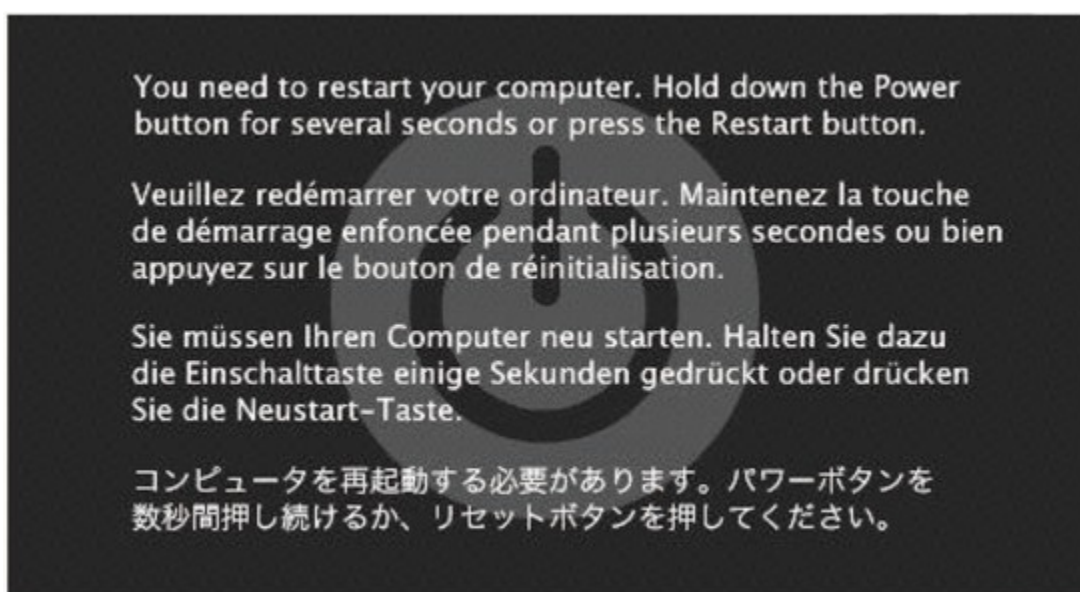 You need to restart your computer. Hold down the Power
button for several seconds or press the Restart button.
Veuillez redémarrer votre ordinateur. Maintenez la touche
de démarrage enfoncée pendant plusieurs secondes ou bien
appuyez sur le bouton de réinitialisation.
Sie müssen Ihren Computer neu starten. Halten Sie dazu
die Einschalttaste einige Sekunden gedrückt oder drücken
Sie die Neustart-Taste.
コンピュータを再起動する必要があります。パワーボタンを
数秒間押し続けるか、リセットボタンを押してください。